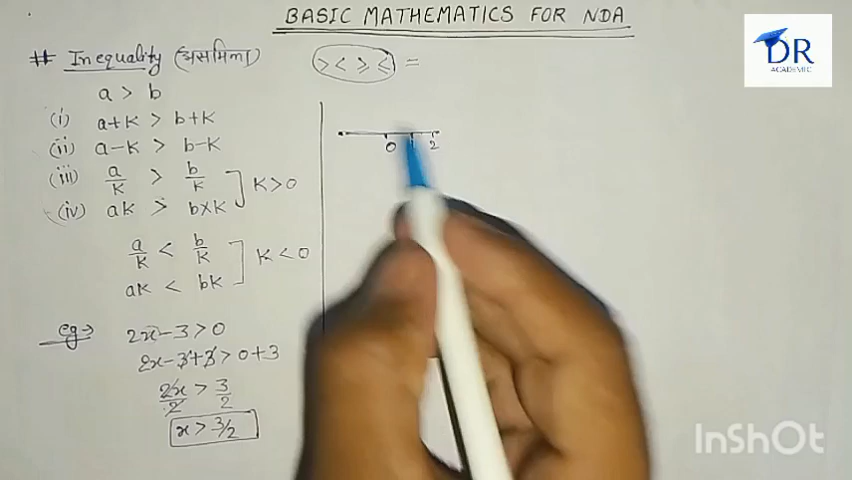 BASIC MATHEMATICS FOR NDA
DR
ACADEMIC
# Inequality (असमिता)
> < ⩾ ⩽ =
a > b
(i) a+K > b+K
(ii) a-K > b-K
(iii) a/K > b/K ] K>0
(iv) aK > b×K
a/K < b/K ] K<0
aK < bK
0 1 2
eg→ 2x-3>0
2x-3+3>0+3
2x/2 > 3/2
x > 3/2
InShOt